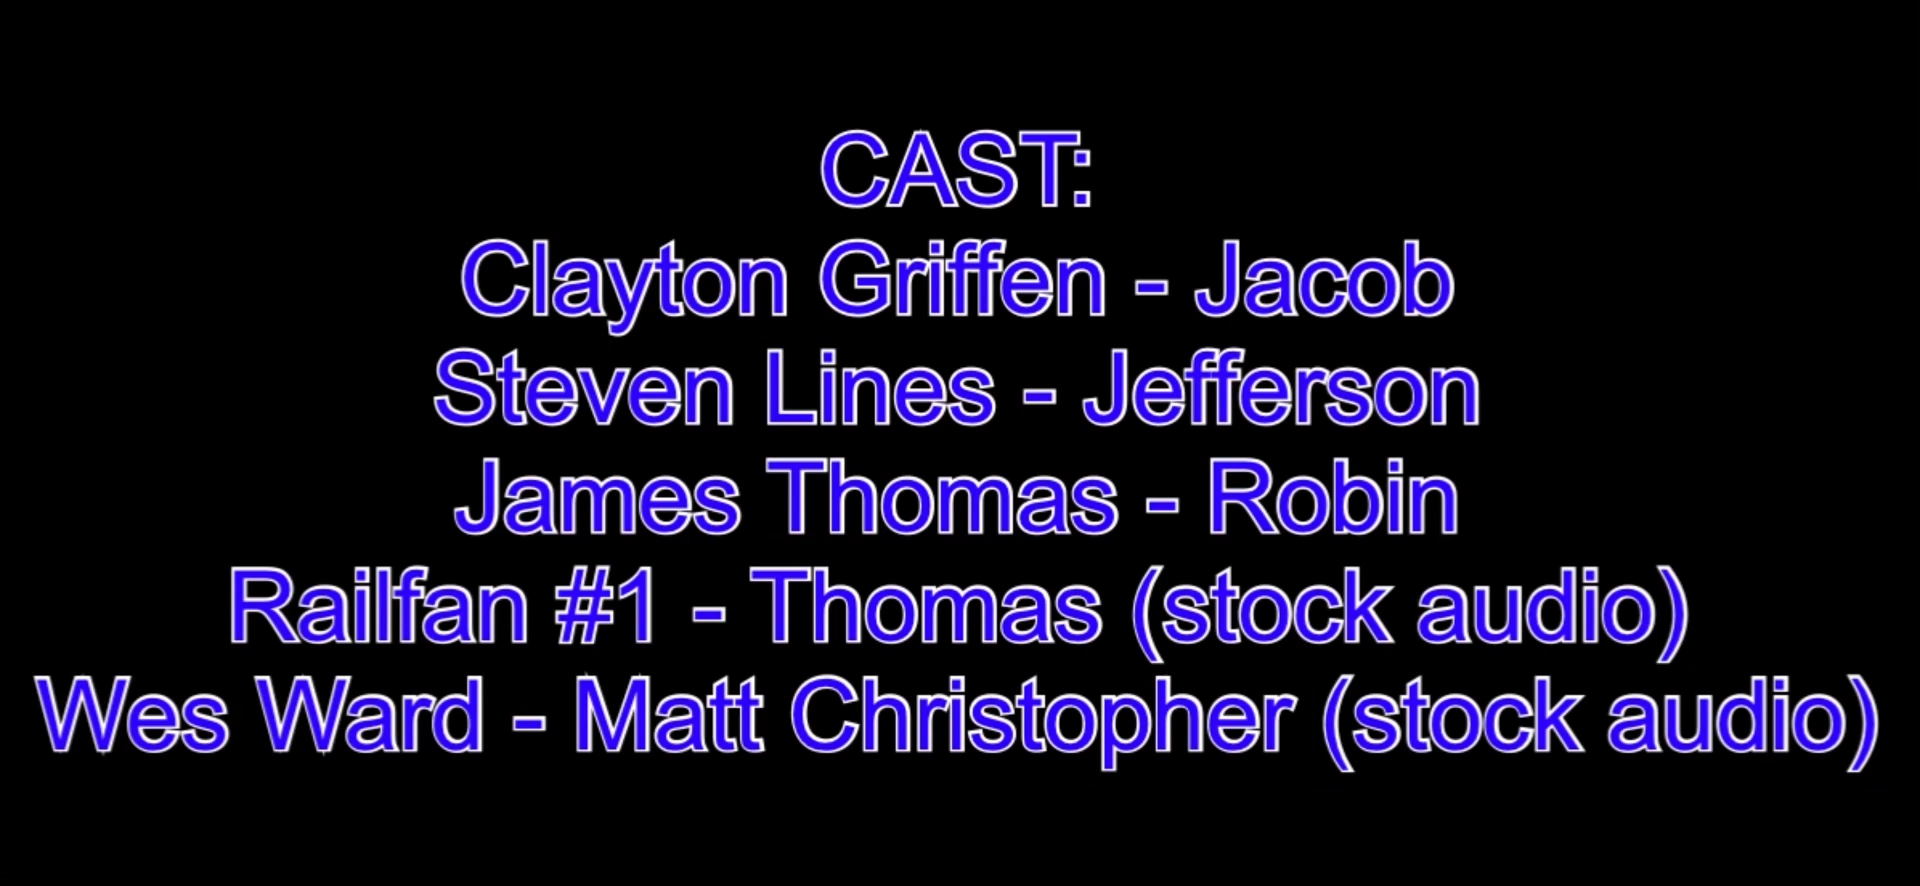 CAST:
Clayton Griffen - Jacob
Steven Lines - Jefferson
James Thomas - Robin
Railfan #1 - Thomas (stock audio)
Wes Ward - Matt Christopher (stock audio)